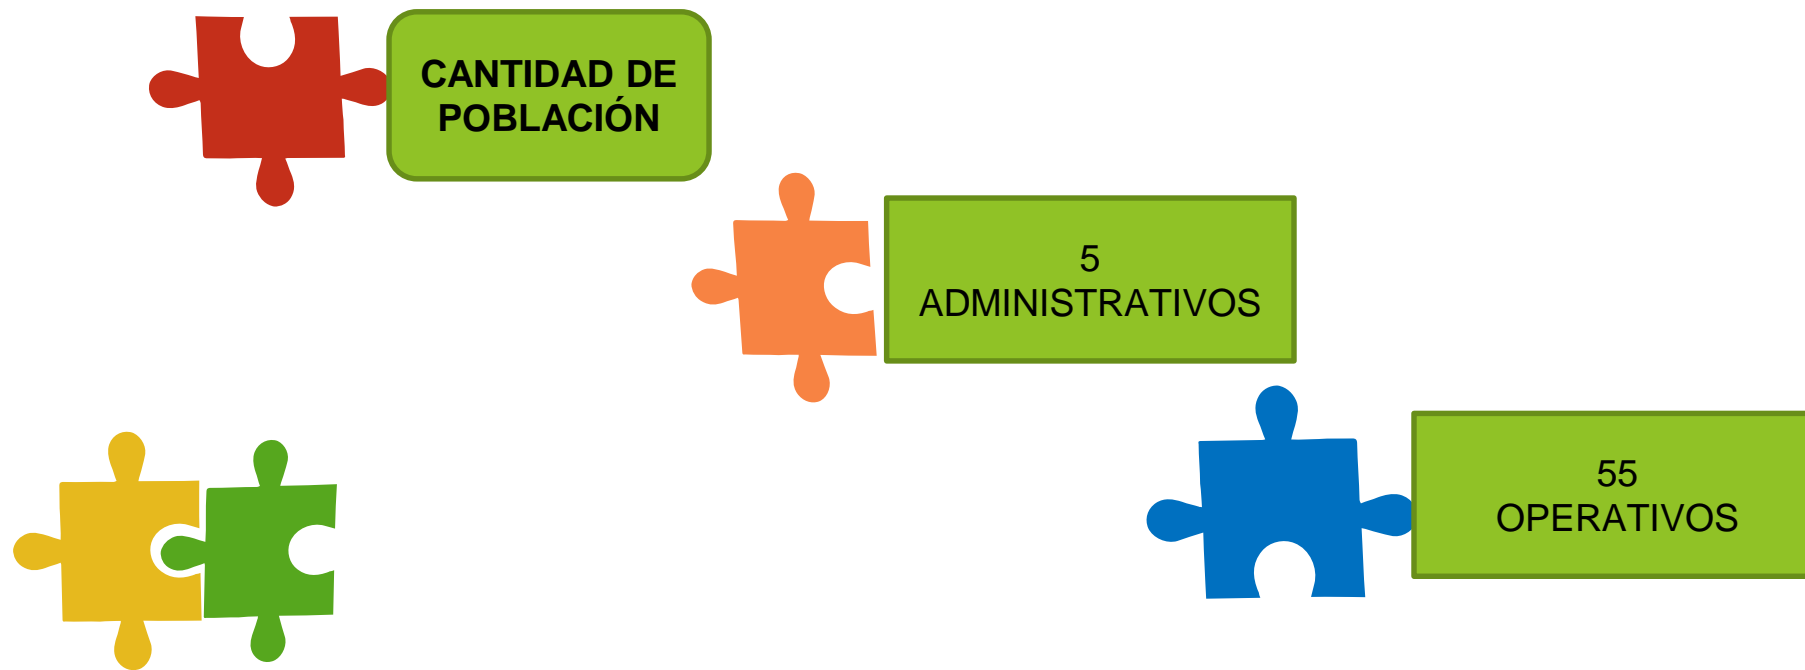 CANTIDAD DE
POBLACIÓN
5
ADMINISTRATIVOS
55
OPERATIVOS